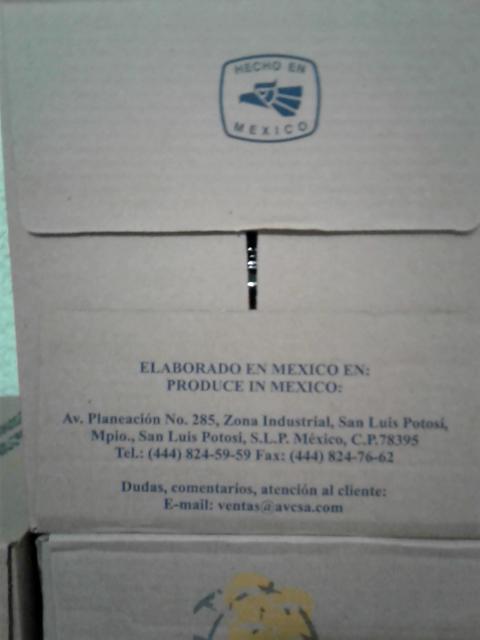 HECHO EN
MEXICO
ELABORADO EN MEXICO EN:
PRODUCE IN MEXICO:
Av. Planeación No. 285, Zona Industrial, San Luis Potosí,
Mpio., San Luis Potosi, S.L.P. México, C.P.78395
Tel.: (444) 824-59-59 Fax: (444) 824-76-62
Dudas, comentarios, atención al cliente:
E-mail: ventas@avcsa.com